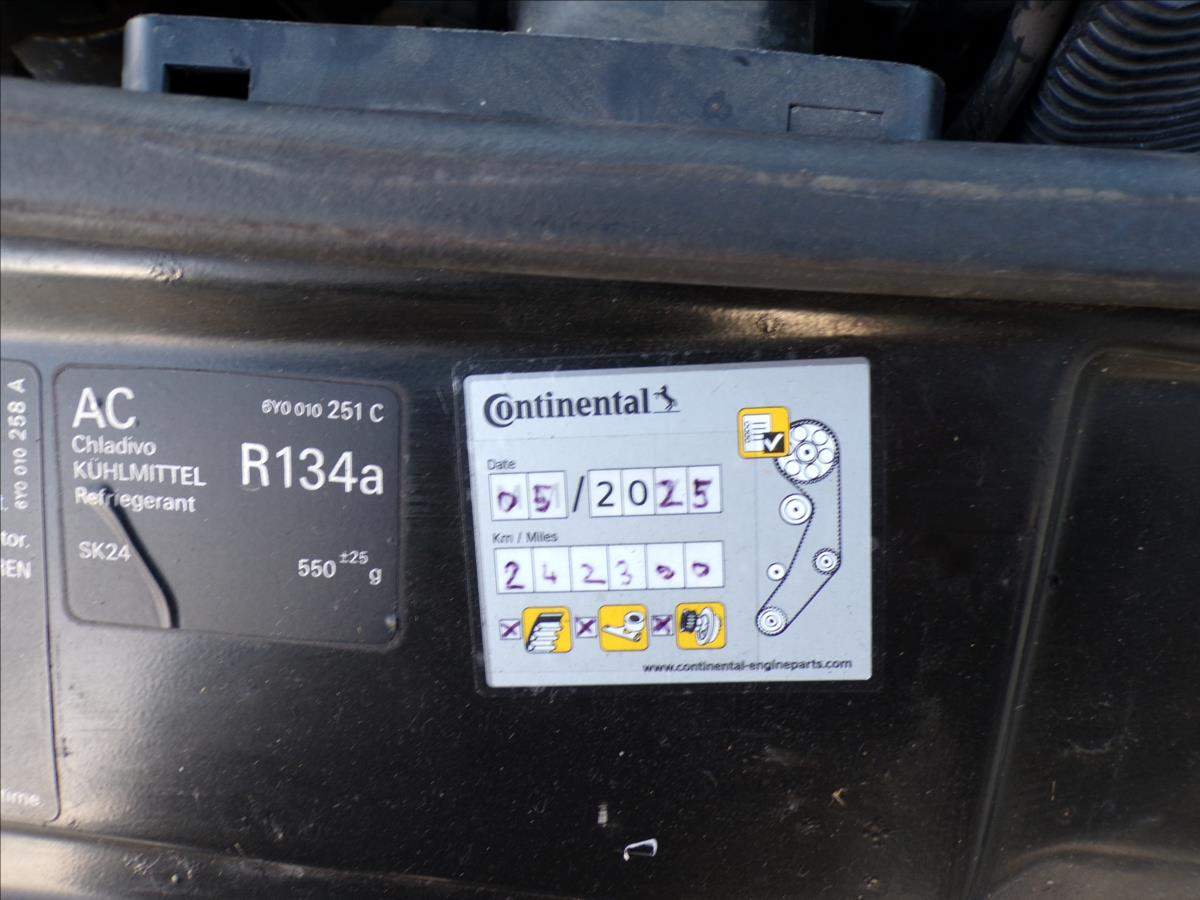 6Y0 010 258 A
AC
6Y0 010 251 C
Chladivo
KÜHLMITTEL
Refriegerant
R134a
SK24
550 ±25 g
Continental
Date
05/2025
Km / Miles
242300
www.continental-engineparts.com